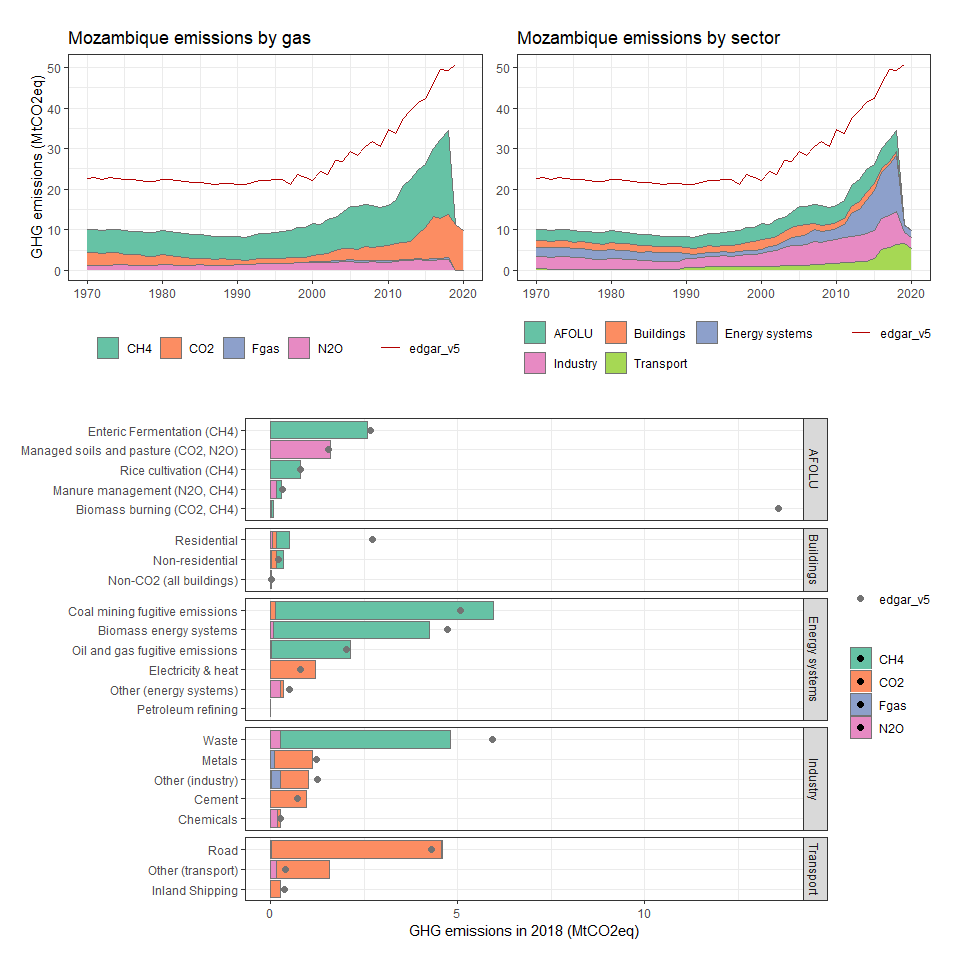 Mozambique emissions by gas
Mozambique emissions by sector
GHG emissions (MtCO2eq)
50
40
30
20
10
0
1970 1980 1990 2000 2010 2020
50
40
30
20
10
0
1970 1980 1990 2000 2010 2020
CH4 CO2 Fgas N2O edgar_v5
AFOLU Buildings Energy systems edgar_v5
Industry Transport
Enteric Fermentation (CH4)
Managed soils and pasture (CO2, N2O)
Rice cultivation (CH4)
Manure management (N2O, CH4)
Biomass burning (CO2, CH4)
AFOLU
Residential
Non-residential
Non-CO2 (all buildings)
Buildings
Coal mining fugitive emissions
Biomass energy systems
Oil and gas fugitive emissions
Electricity & heat
Other (energy systems)
Petroleum refining
Energy systems
Waste
Metals
Other (industry)
Cement
Chemicals
Industry
Road
Other (transport)
Inland Shipping
Transport
0 5 10
GHG emissions in 2018 (MtCO2eq)
edgar_v5
CH4
CO2
Fgas
N2O